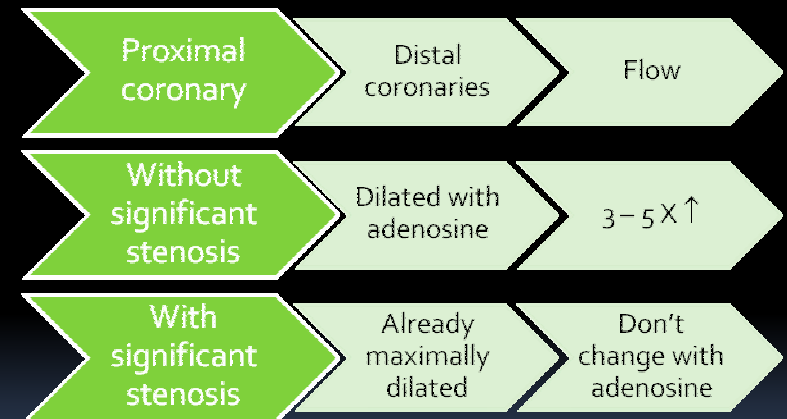 Proximal
coronary
Distal
coronaries
Flow
Without
significant
stenosis
Dilated with
adenosine
3 – 5 X ↑
With
significant
stenosis
Already
maximally
dilated
Don't
change with
adenosine